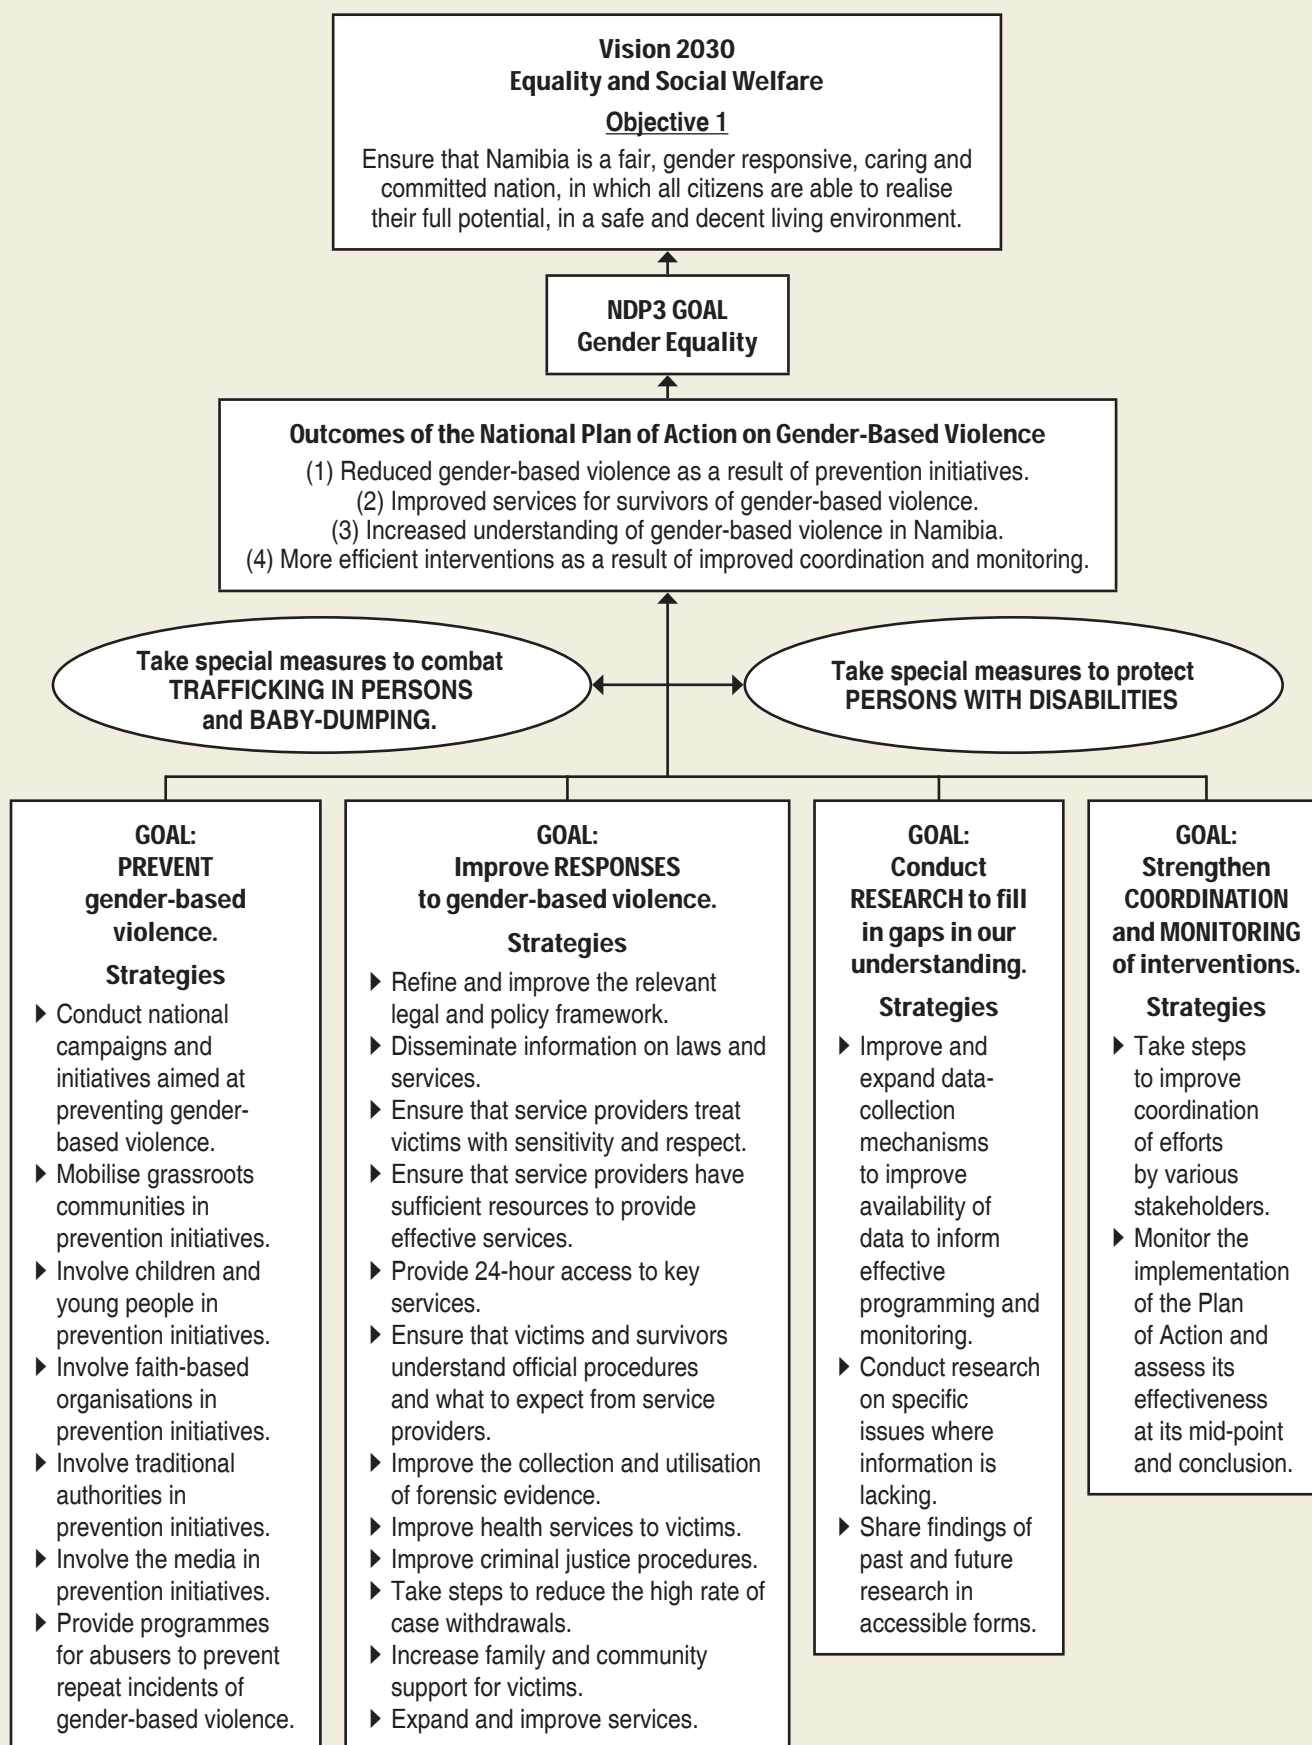 Vision 2030
Equality and Social Welfare
Objective 1
Ensure that Namibia is a fair, gender responsive, caring and
committed nation, in which all citizens are able to realise
their full potential, in a safe and decent living environment.
NDP3 GOAL
Gender Equality
Outcomes of the National Plan of Action on Gender-Based Violence
(1) Reduced gender-based violence as a result of prevention initiatives.
(2) Improved services for survivors of gender-based violence.
(3) Increased understanding of gender-based violence in Namibia.
(4) More efficient interventions as a result of improved coordination and monitoring.
Take special measures to combat
TRAFFICKING IN PERSONS
and BABY-DUMPING.
Take special measures to protect
PERSONS WITH DISABILITIES
GOAL:
PREVENT
gender-based
violence.
Strategies
Conduct national
campaigns and
initiatives aimed at
preventing gender-
based violence.
Mobilise grassroots
communities in
prevention initiatives.
Involve children and
young people in
prevention initiatives.
Involve faith-based
organisations in
prevention initiatives.
Involve traditional
authorities in
prevention initiatives.
Involve the media in
prevention initiatives.
Provide programmes
for abusers to prevent
repeat incidents of
gender-based violence.
GOAL:
Improve RESPONSES
to gender-based violence.
Strategies
Refine and improve the relevant
legal and policy framework.
Disseminate information on laws and
services.
Ensure that service providers treat
victims with sensitivity and respect.
Ensure that service providers have
sufficient resources to provide
effective services.
Provide 24-hour access to key
services.
Ensure that victims and survivors
understand official procedures
and what to expect from service
providers.
Improve the collection and utilisation
of forensic evidence.
Improve health services to victims.
Improve criminal justice procedures.
Take steps to reduce the high rate of
case withdrawals.
Increase family and community
support for victims.
Expand and improve services.
GOAL:
Conduct
RESEARCH to fill
in gaps in our
understanding.
Strategies
Improve and
expand data-
collection
mechanisms
to improve
availability of
data to inform
effective
programming and
monitoring.
Conduct research
on specific
issues where
information is
lacking.
Share findings of
past and future
research in
accessible forms.
GOAL:
Strengthen
COORDINATION
and MONITORING
of interventions.
Strategies
Take steps
to improve
coordination
of efforts
by various
stakeholders.
Monitor the
implementation
of the Plan
of Action and
assess its
effectiveness
at its mid-point
and conclusion.